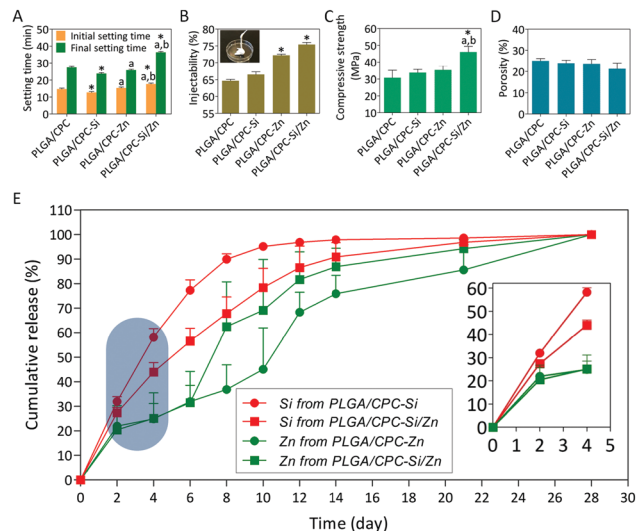 A
Initial setting time
Final setting time
Setting time (min)
50
40
30
20
10
0
*
*
a
a
*
a,b
*
a,b
PLGA/CPC
PLGA/CPC-Si
PLGA/CPC-Zn
PLGA/CPC-Si/Zn
B
Injectability (%)
80
75
70
65
60
55
*
*
PLGA/CPC
PLGA/CPC-Si
PLGA/CPC-Zn
PLGA/CPC-Si/Zn
C
Compressive strength
(MPa)
70
60
50
40
30
20
10
0
*
a,b
PLGA/CPC
PLGA/CPC-Si
PLGA/CPC-Zn
PLGA/CPC-Si/Zn
D
Porosity (%)
50
40
30
20
10
0
PLGA/CPC
PLGA/CPC-Si
PLGA/CPC-Zn
PLGA/CPC-Si/Zn
E
Cumulative release (%)
110
100
90
80
70
60
50
40
30
20
10
0
0 2 4 6 8 10 12 14 16 18 20 22 24 26 28 30
Time (day)
Si from PLGA/CPC-Si
Si from PLGA/CPC-Si/Zn
Zn from PLGA/CPC-Zn
Zn from PLGA/CPC-Si/Zn
60
50
40
30
20
10
0
0 1 2 3 4 5